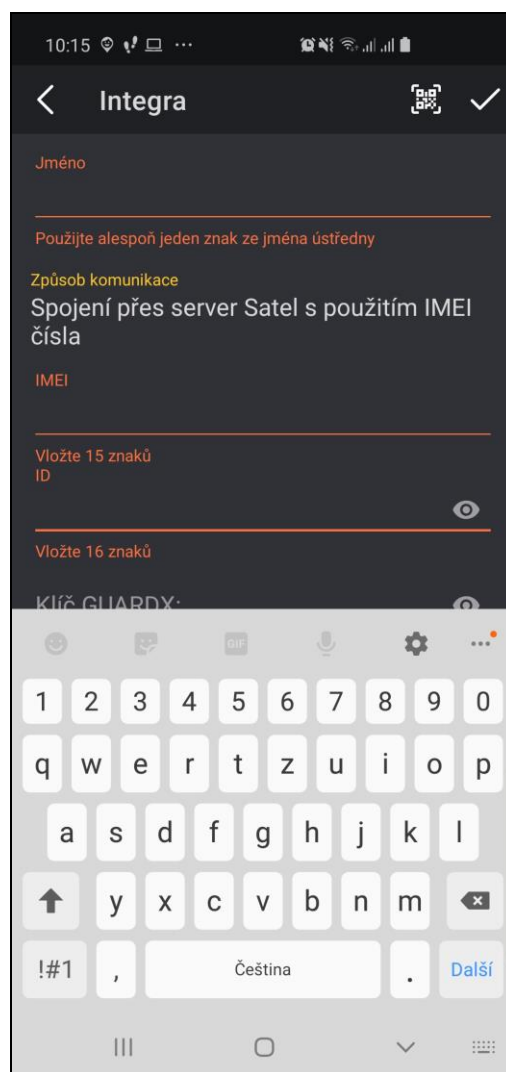 10:15
Integra
Jméno
Použijte alespoň jeden znak ze jména ústředny
Způsob komunikace
Spojení přes server Satel s použitím IMEI
čísla
IMEI
Vložte 15 znaků
ID
Vložte 16 znaků
Klíč GUARDX:
GIF
1 2 3 4 5 6 7 8 9 0
q w e r t z u i o p
a s d f g h j k l
y x c v b n m
!#1 , Čeština . Další